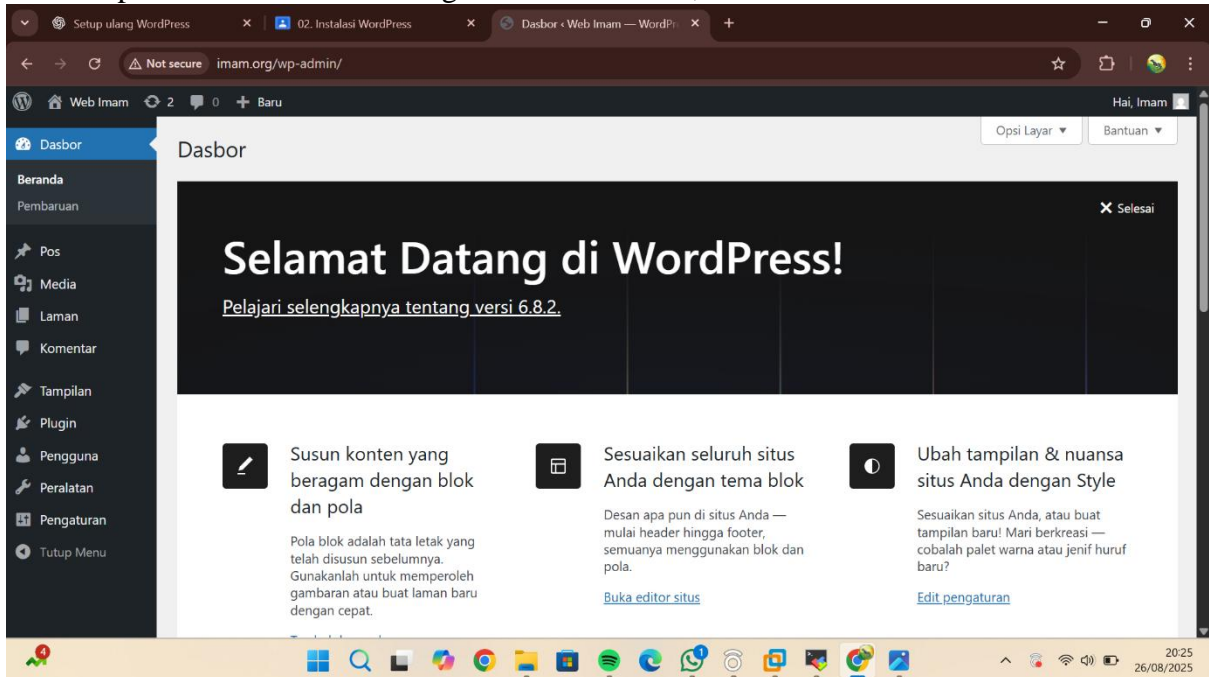 Setup ulang WordPress
02. Instalasi WordPress
Dasbor ‹ Web Imam — WordPr
Not secure
imam.org/wp-admin/
Web Imam
2
0
Baru
Hai, Imam
Opsi Layar
Bantuan
Dasbor
Dasbor
Beranda
Pembaruan
Pos
Media
Laman
Komentar
Tampilan
Plugin
Pengguna
Peralatan
Pengaturan
Tutup Menu
Selesai
Selamat Datang di WordPress!
Pelajari selengkapnya tentang versi 6.8.2.
Susun konten yang
beragam dengan blok
dan pola
Pola blok adalah tata letak yang
telah disusun sebelumnya.
Gunakanlah untuk memperoleh
gambaran atau buat laman baru
dengan cepat.
Sesuaikan seluruh situs
Anda dengan tema blok
Desan apa pun di situs Anda —
mulai header hingga footer,
semuanya menggunakan blok dan
pola.
Buka editor situs
Ubah tampilan & nuansa
situs Anda dengan Style
Sesuaikan situs Anda, atau buat
tampilan baru! Mari berkreasi —
cobalah palet warna atau jenif huruf
baru?
Edit pengaturan
4
1
20:25
26/08/2025